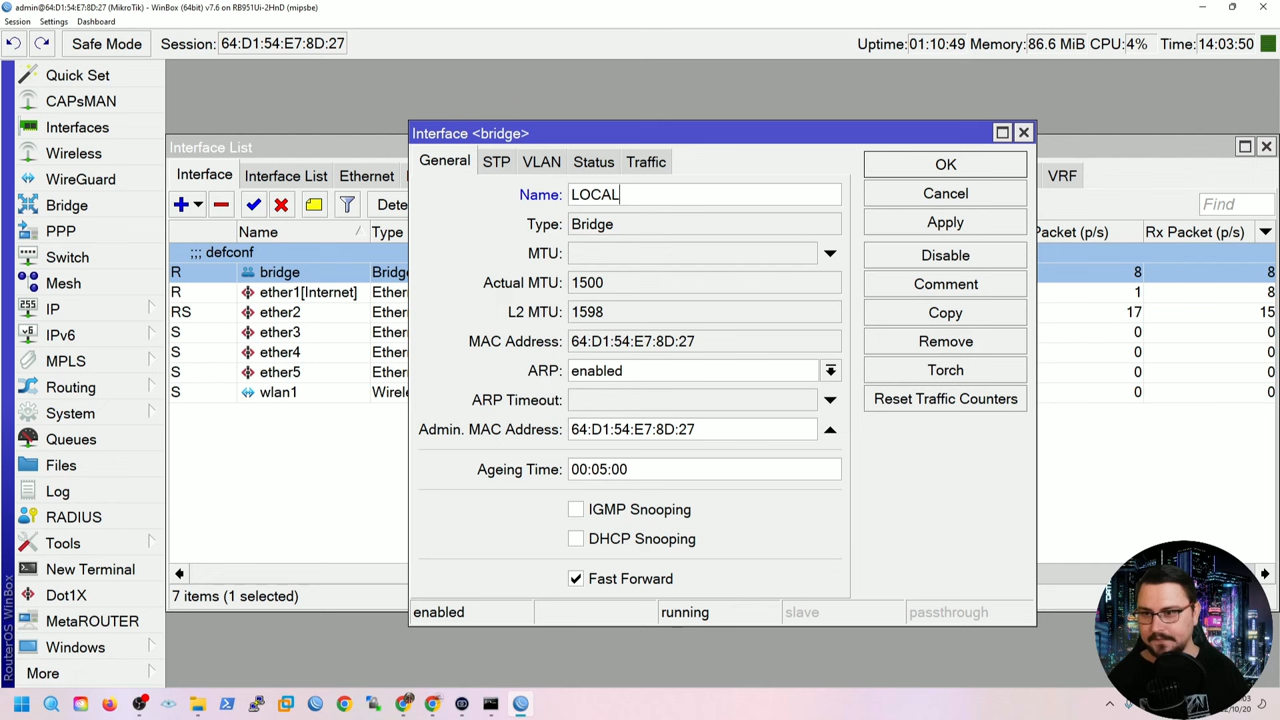 admin@64:D1:54:E7:8D:27 (MikroTik) - WinBox (64bit) v7.6 on RB951Ui-2HnD (mipsbe)
Session Settings Dashboard
Safe Mode Session: 64:D1:54:E7:8D:27 Uptime: 01:10:49 Memory: 86.6 MiB CPU: 4% Time: 14:03:50
Quick Set
CAPsMAN
Interfaces
Wireless
WireGuard
Bridge
PPP
Switch
Mesh
IP
IPv6
MPLS
Routing
System
Queues
Files
Log
RADIUS
Tools
New Terminal
Dot1X
MetaROUTER
Windows
More
RouterOS WinBox
Interface List
Interface Interface List Ethernet VRF
Dete Find
Name Type Packet (p/s) Rx Packet (p/s)
;;; defconf
R bridge Bridg 8 8
R ether1[Internet] Ether 1 8
RS ether2 Ether 17 15
S ether3 Ether 0 0
S ether4 Ether 0 0
S ether5 Ether 0 0
S wlan1 Wirele 0 0
7 items (1 selected)
Interface <bridge>
General STP VLAN Status Traffic
Name: LOCAL
Type: Bridge
MTU:
Actual MTU: 1500
L2 MTU: 1598
MAC Address: 64:D1:54:E7:8D:27
ARP: enabled
ARP Timeout:
Admin. MAC Address: 64:D1:54:E7:8D:27
Ageing Time: 00:05:00
IGMP Snooping
DHCP Snooping
Fast Forward
OK
Cancel
Apply
Disable
Comment
Copy
Remove
Torch
Reset Traffic Counters
enabled running slave passthrough